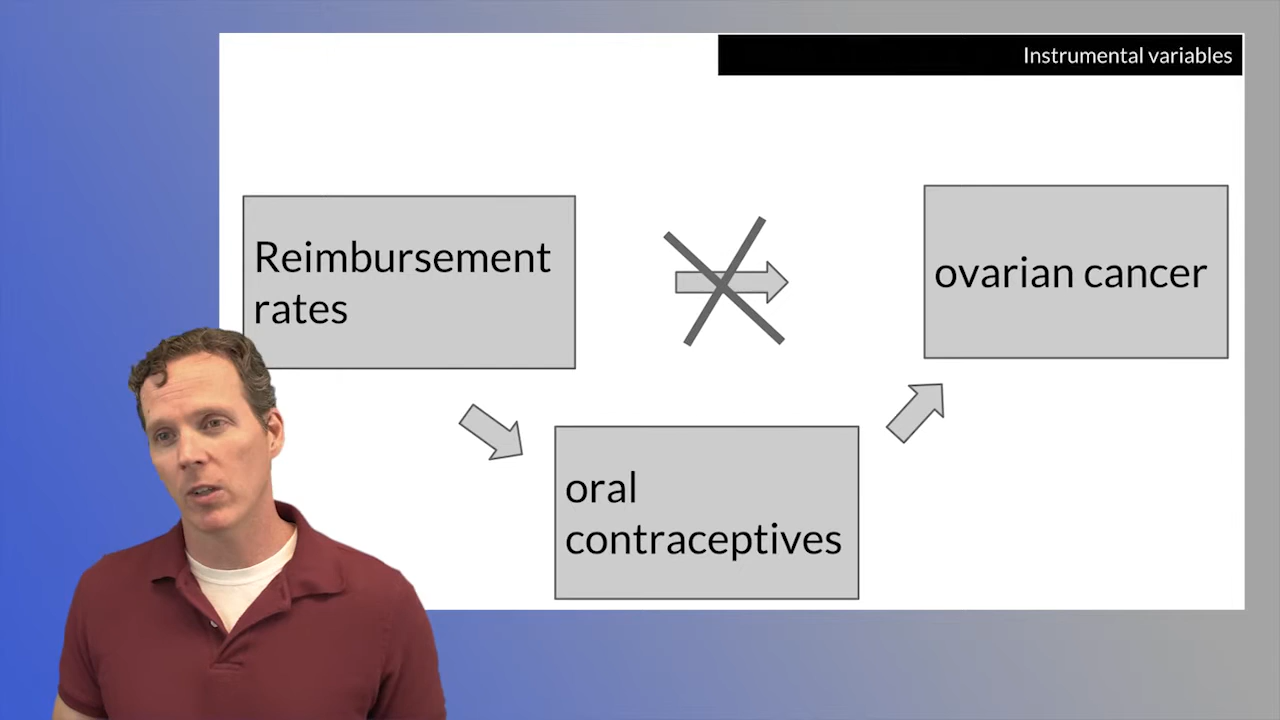 Instrumental variables
Reimbursement
rates
ovarian cancer
oral
contraceptives